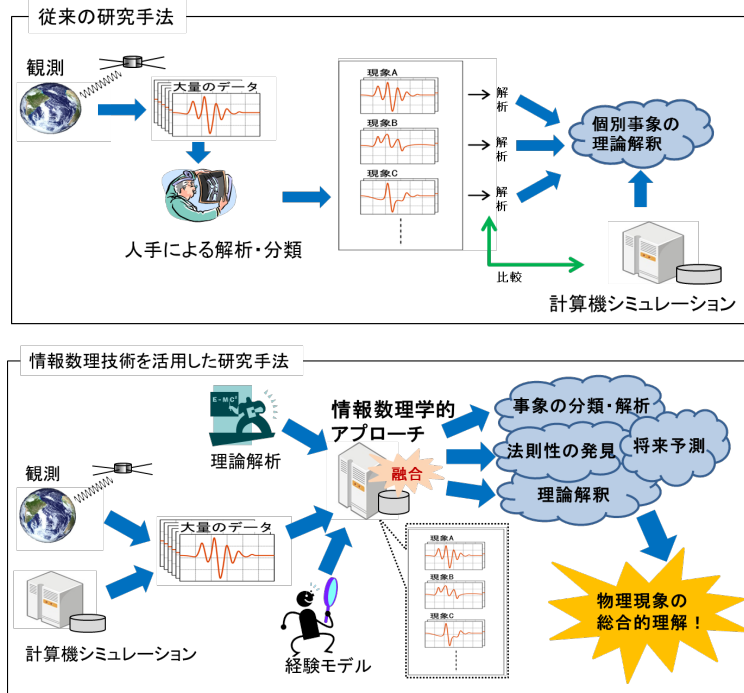 従来の研究手法
観測
大量のデータ
人手による解析・分類
現象A
現象B
現象C
解析
解析
解析
比較
個別事象の
理論解釈
計算機シミュレーション
情報数理技術を活用した研究手法
観測
計算機シミュレーション
大量のデータ
E=MC²
理論解析
経験モデル
情報数理学的
アプローチ
融合
現象A
現象B
現象C
事象の分類・解析
法則性の発見
理論解釈
将来予測
物理現象の
総合的理解！